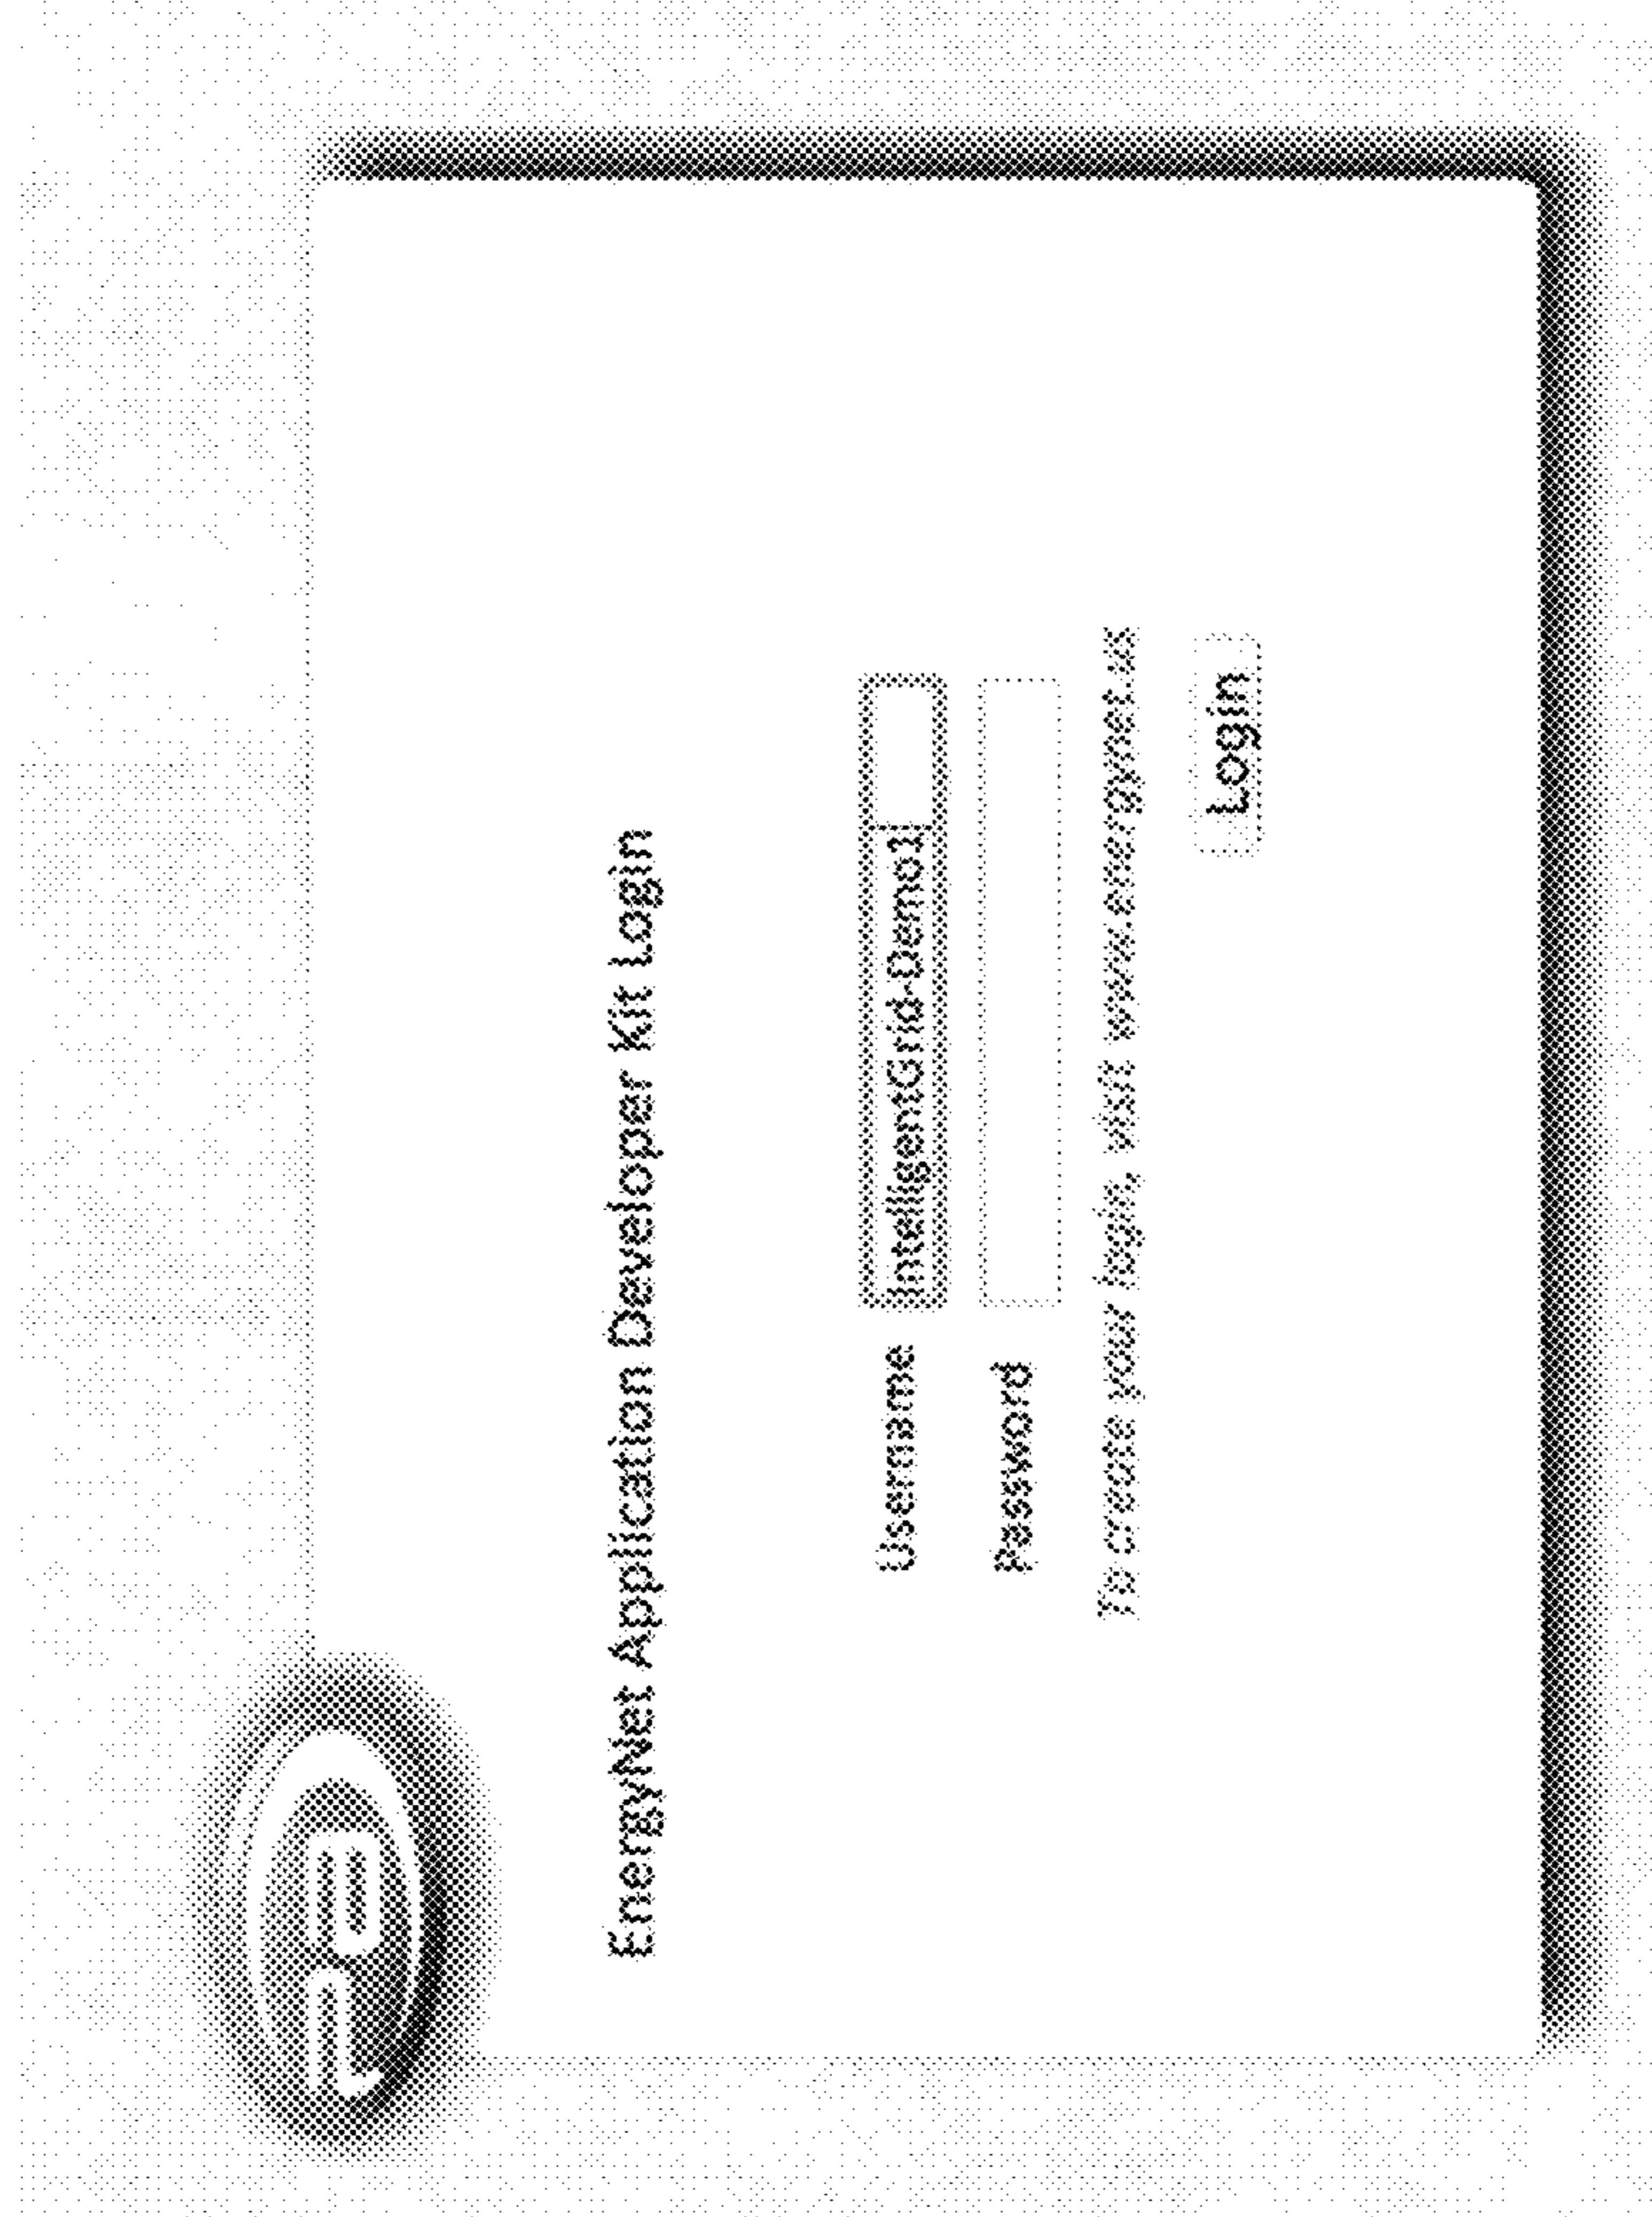 EnergyNet Application Developer Kit Login
Username IntelligentGrid-Demo1
Password
To create your login, visit www.energynet.us
Login